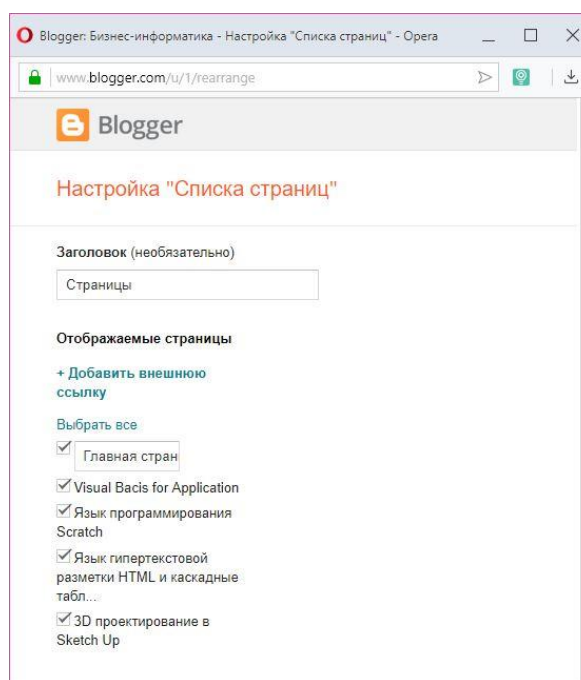 Blogger: Бизнес-информатика - Настройка "Списка страниц" - Opera
www.blogger.com/u/1/rearrange
Blogger
Настройка "Списка страниц"
Заголовок (необязательно)
Страницы
Отображаемые страницы
+ Добавить внешнюю
ссылку
Выбрать все
Главная стран
Visual Bacis for Application
Язык программирования
Scratch
Язык гипертекстовой
разметки HTML и каскадные
табл...
3D проектирование в
Sketch Up